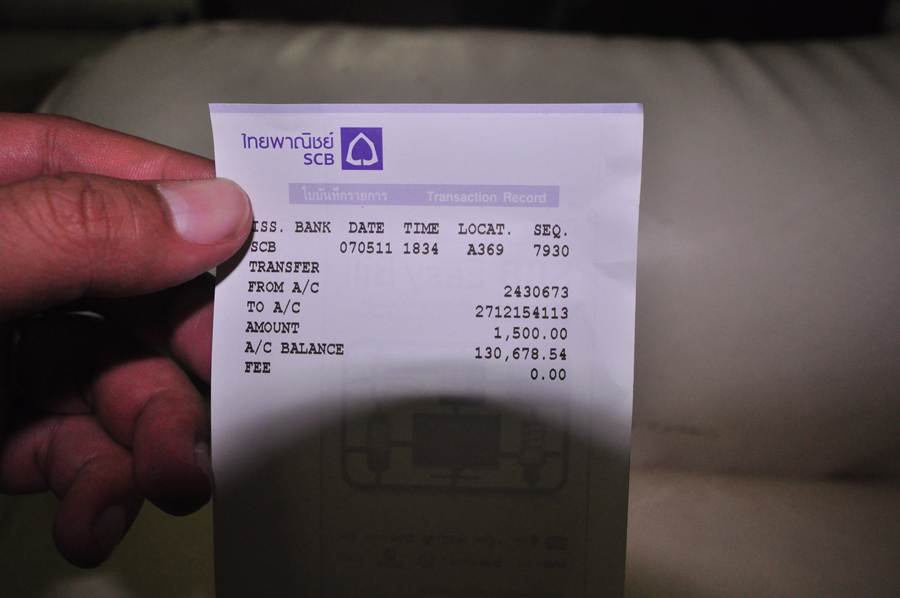 ไทยพาณิชย์
SCB
ใบบันทึกรายการ Transaction Record
ISS. BANK DATE TIME LOCAT. SEQ.
SCB 070511 1834 A369 7930
TRANSFER
FROM A/C 2430673
TO A/C 2712154113
AMOUNT 1,500.00
A/C BALANCE 130,678.54
FEE 0.00